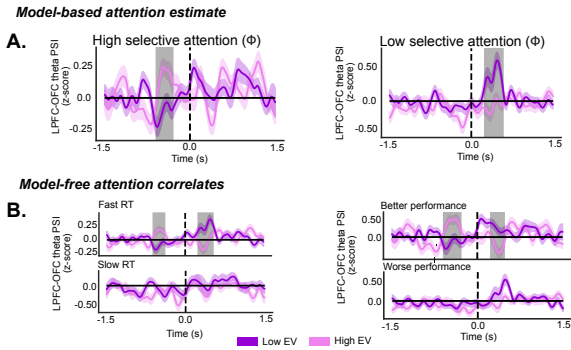 Model-based attention estimate
A.
High selective attention (Φ)
LPFC-OFC theta PSI
(z-score)
0.25
0
-0.25
-1.5
0.0
1.5
Time (s)
Low selective attention (Φ)
LPFC-OFC theta PSI
(z-score)
0.50
0
-0.50
-1.5
0.0
1.5
Time (s)
Model-free attention correlates
B.
Fast RT
LPFC-OFC theta PSI
(z-score)
0.25
0
-0.25
Slow RT
0.50
0
-0.50
-1.5
0.0
1.5
Time (s)
Better performance
LPFC-OFC theta PSI
(z-score)
0.50
0.0
-0.50
Worse performance
0.50
0.0
-1.5
0.0
1.5
Time (s)
Low EV
High EV